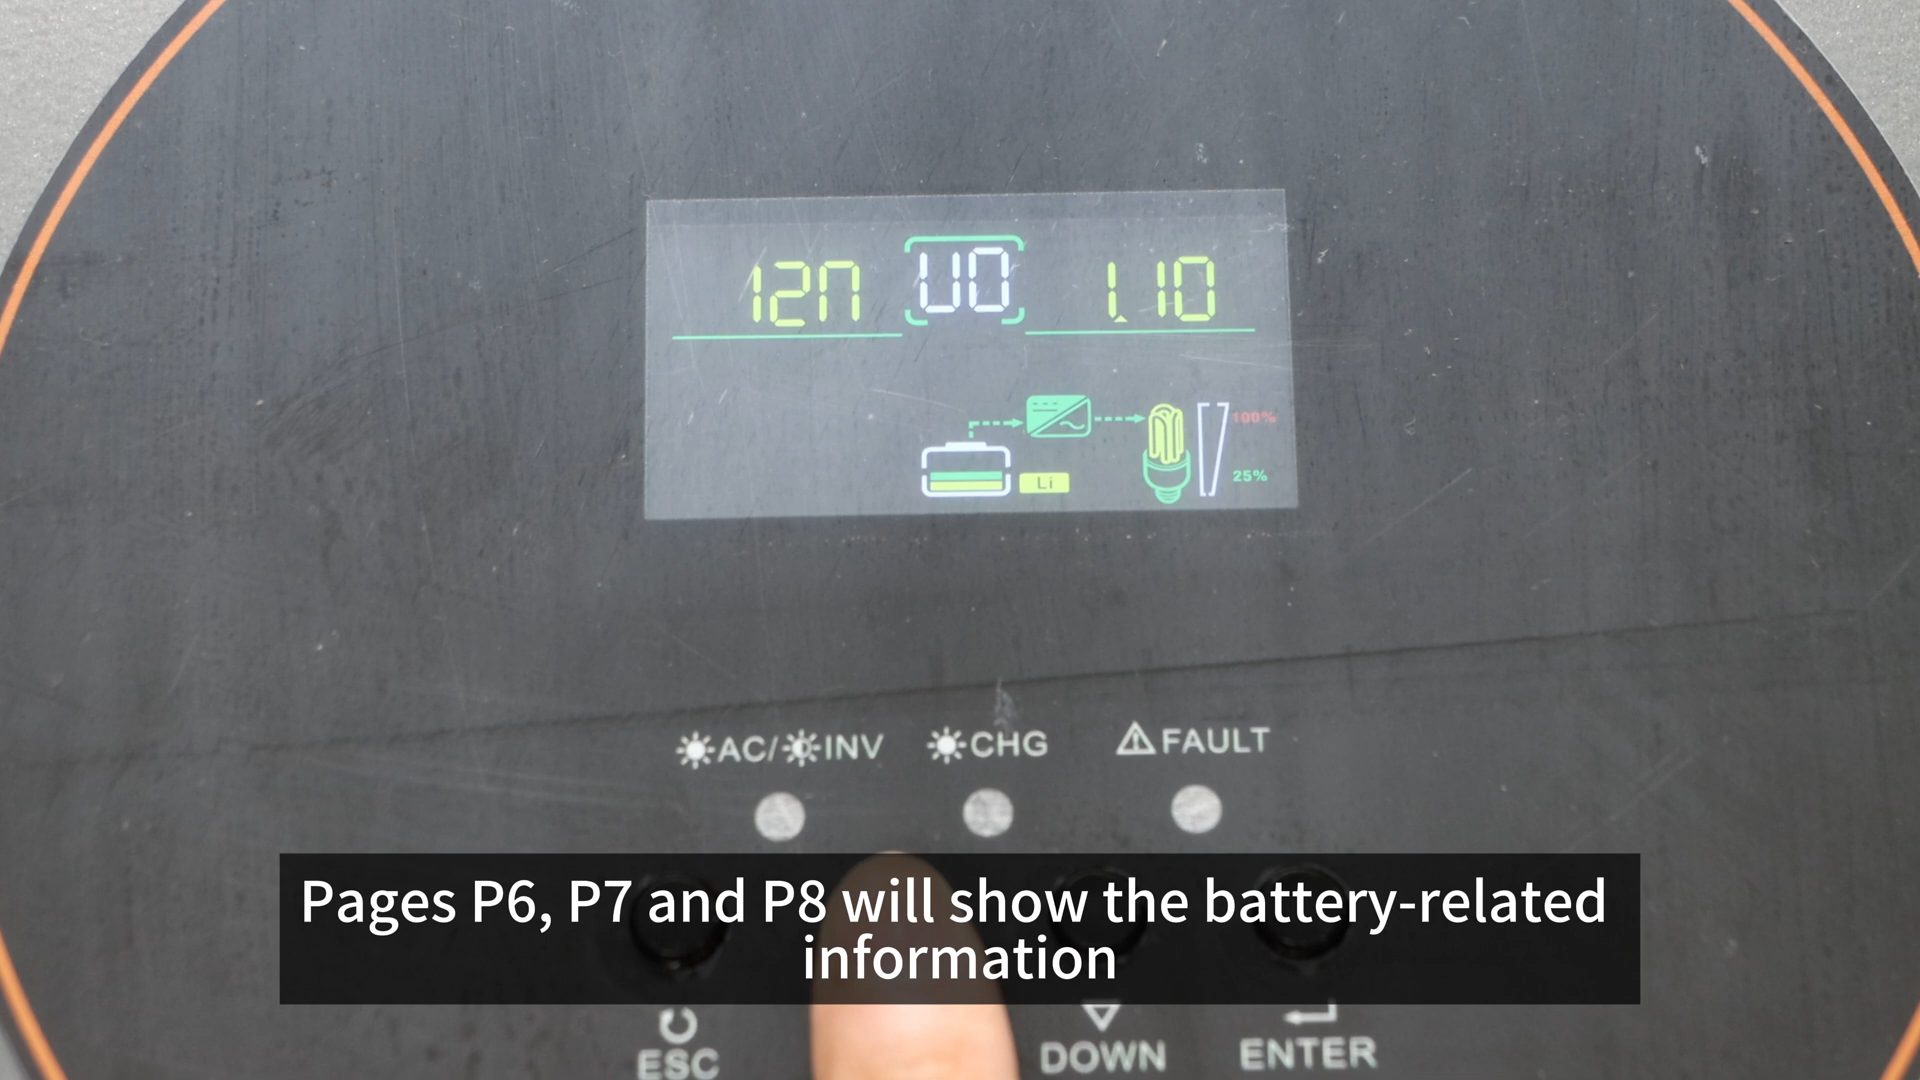 12n U0 1.10
100%
25%
Li
AC/ INV CHG FAULT
Pages P6, P7 and P8 will show the battery-related
information
ESC DOWN ENTER